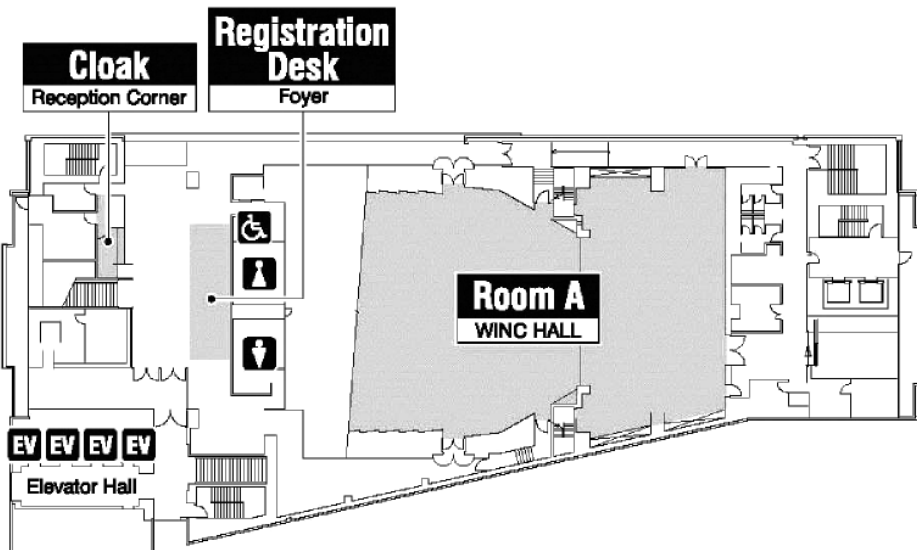 Registration
Desk
Foyer
Cloak
Reception Corner
Room A
WINC HALL
EV EV EV EV
Elevator Hall